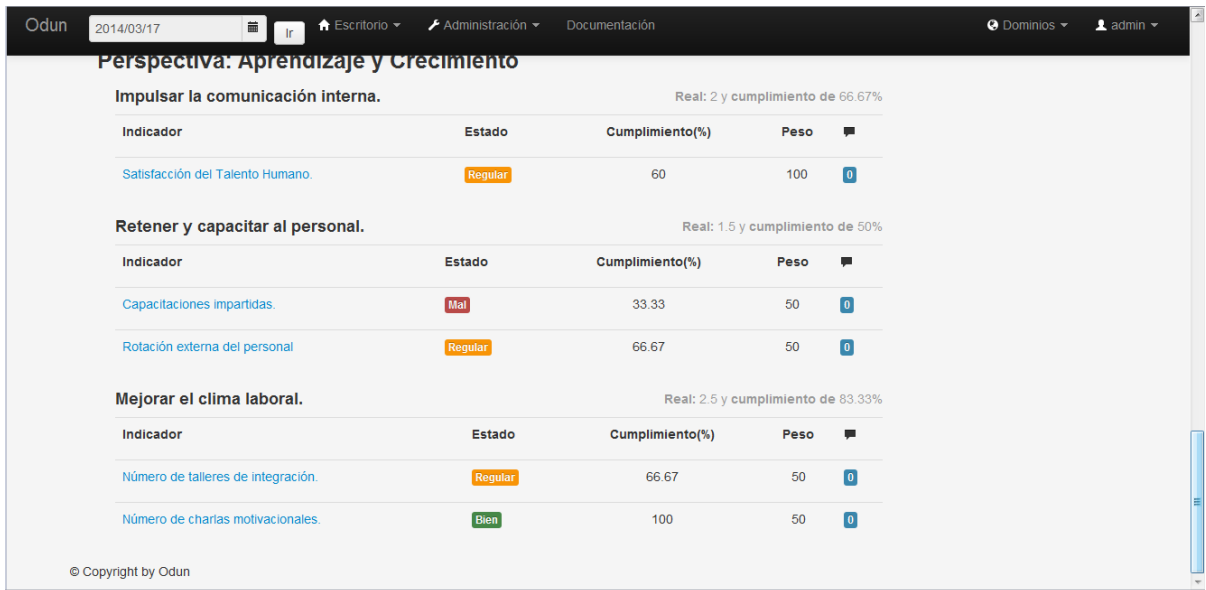 Odun 2014/03/17 Ir Escritorio Administración Documentación Dominios admin
Perspectiva: Aprendizaje y Crecimiento
Impulsar la comunicación interna. Real: 2 y cumplimiento de 66.67%
Indicador Estado Cumplimiento(%) Peso
Satisfacción del Talento Humano. Regular 60 100 0
Retener y capacitar al personal. Real: 1.5 y cumplimiento de 50%
Indicador Estado Cumplimiento(%) Peso
Capacitaciones impartidas. Mal 33.33 50 0
Rotación externa del personal Regular 66.67 50 0
Mejorar el clima laboral. Real: 2.5 y cumplimiento de 83.33%
Indicador Estado Cumplimiento(%) Peso
Número de talleres de integración. Regular 66.67 50 0
Número de charlas motivacionales. Bien 100 50 0
© Copyright by Odun